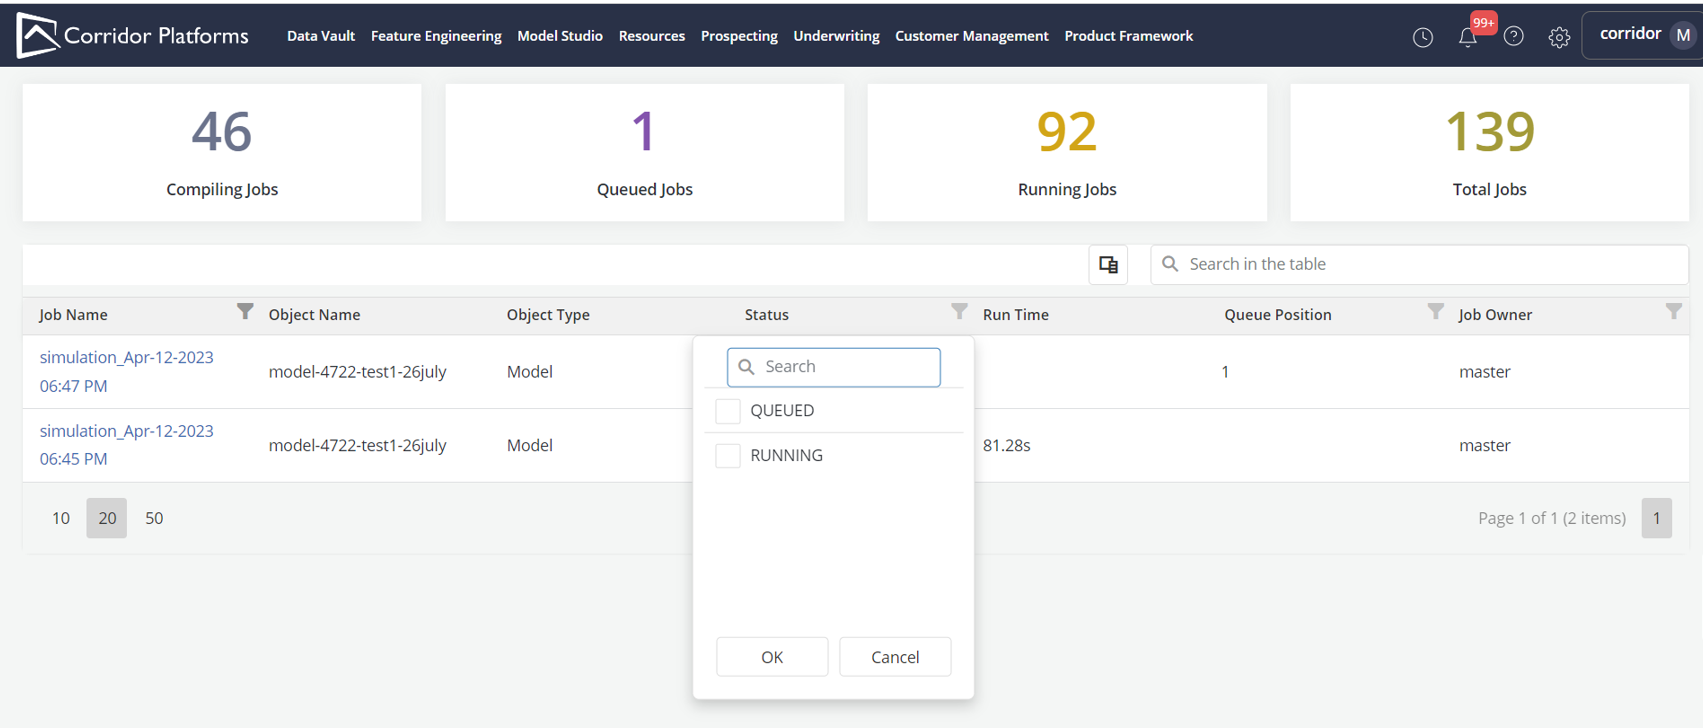 Corridor Platforms Data Vault Feature Engineering Model Studio Resources Prospecting Underwriting Customer Management Product Framework 99+ corridor M
46 1 92 139
Compiling Jobs Queued Jobs Running Jobs Total Jobs
Search in the table
Job Name Object Name Object Type Status Run Time Queue Position Job Owner
simulation_Apr-12-2023
06:47 PM
model-4722-test1-26july Model 1 master
simulation_Apr-12-2023
06:45 PM
model-4722-test1-26july Model 81.28s master
Search
QUEUED
RUNNING
OK Cancel
10 20 50 Page 1 of 1 (2 items) 1